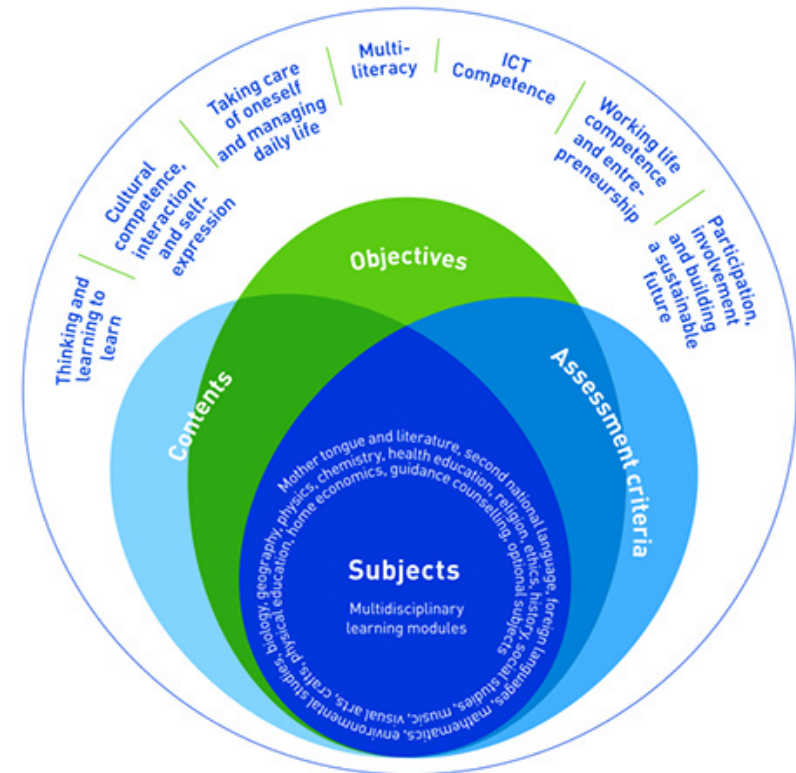 Thinking and
learning to
learn
Cultural
competence,
interaction
and self-
expression
Taking care
of oneself
and managing
daily life
Multi-
literacy
ICT
Competence
Working life
competence
and entre-
preneurship
Participation,
involvement
and building
a sustainable
future
Objectives
Contents
Assessment criteria
Mother tongue and literature, second national language, foreign languages, mathematics, environmental studies, biology, geography, physics, chemistry, health education, religion, ethics, history, social studies, music, visual arts, crafts, physical education, home economics, guidance counselling, optional subjects
Subjects
Multidisciplinary
learning modules